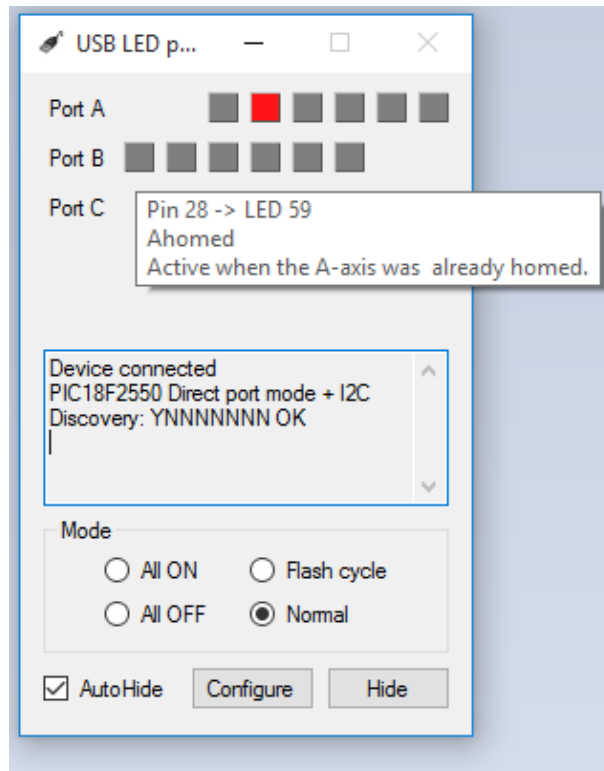 USB LED p...
Port A
Port B
Port C
Pin 28 -> LED 59
Ahomed
Active when the A-axis was  already homed.
Device connected
PIC18F2550 Direct port mode + I2C
Discovery: YNNNNNNN OK
Mode
All ON
Flash cycle
All OFF
Normal
AutoHide
Configure
Hide